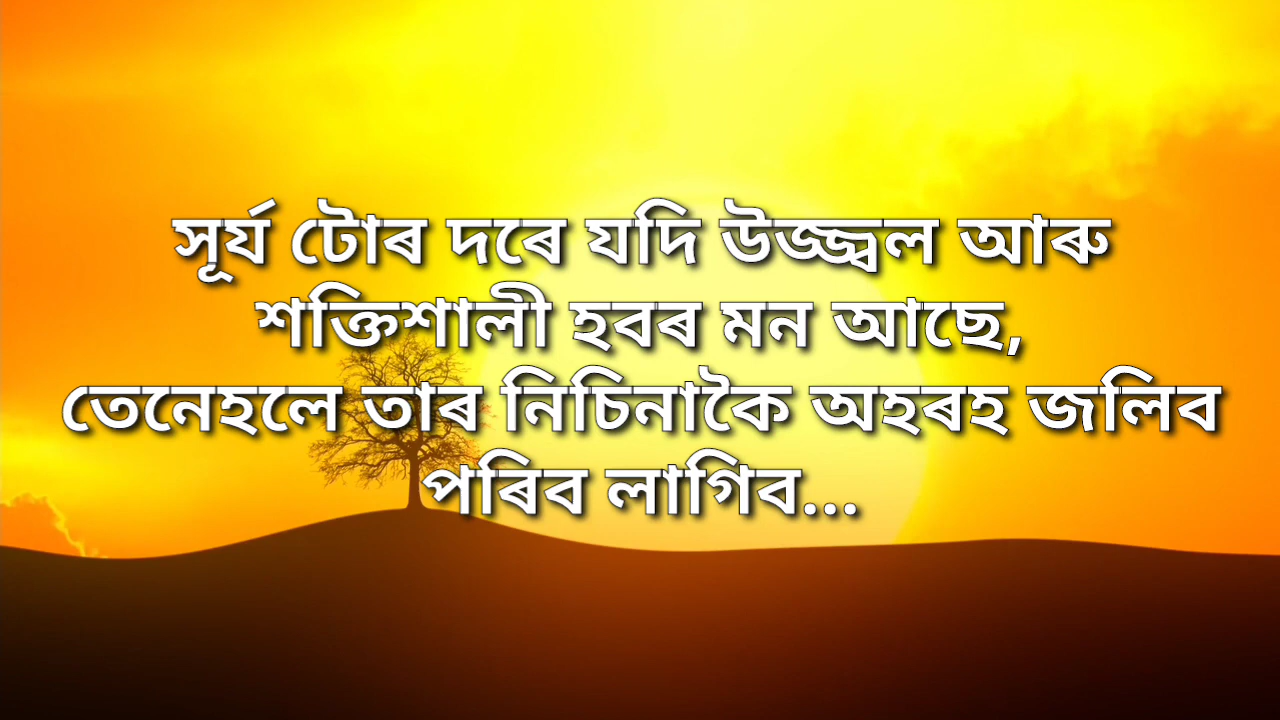 সূৰ্য টোৰ দৰে যদি উজ্জ্বল আৰু
শক্তিশালী হবৰ মন আছে,
তেনেহলে তাৰ নিচিনাকৈ অহৰহ জলিব
পৰিব লাগিব...